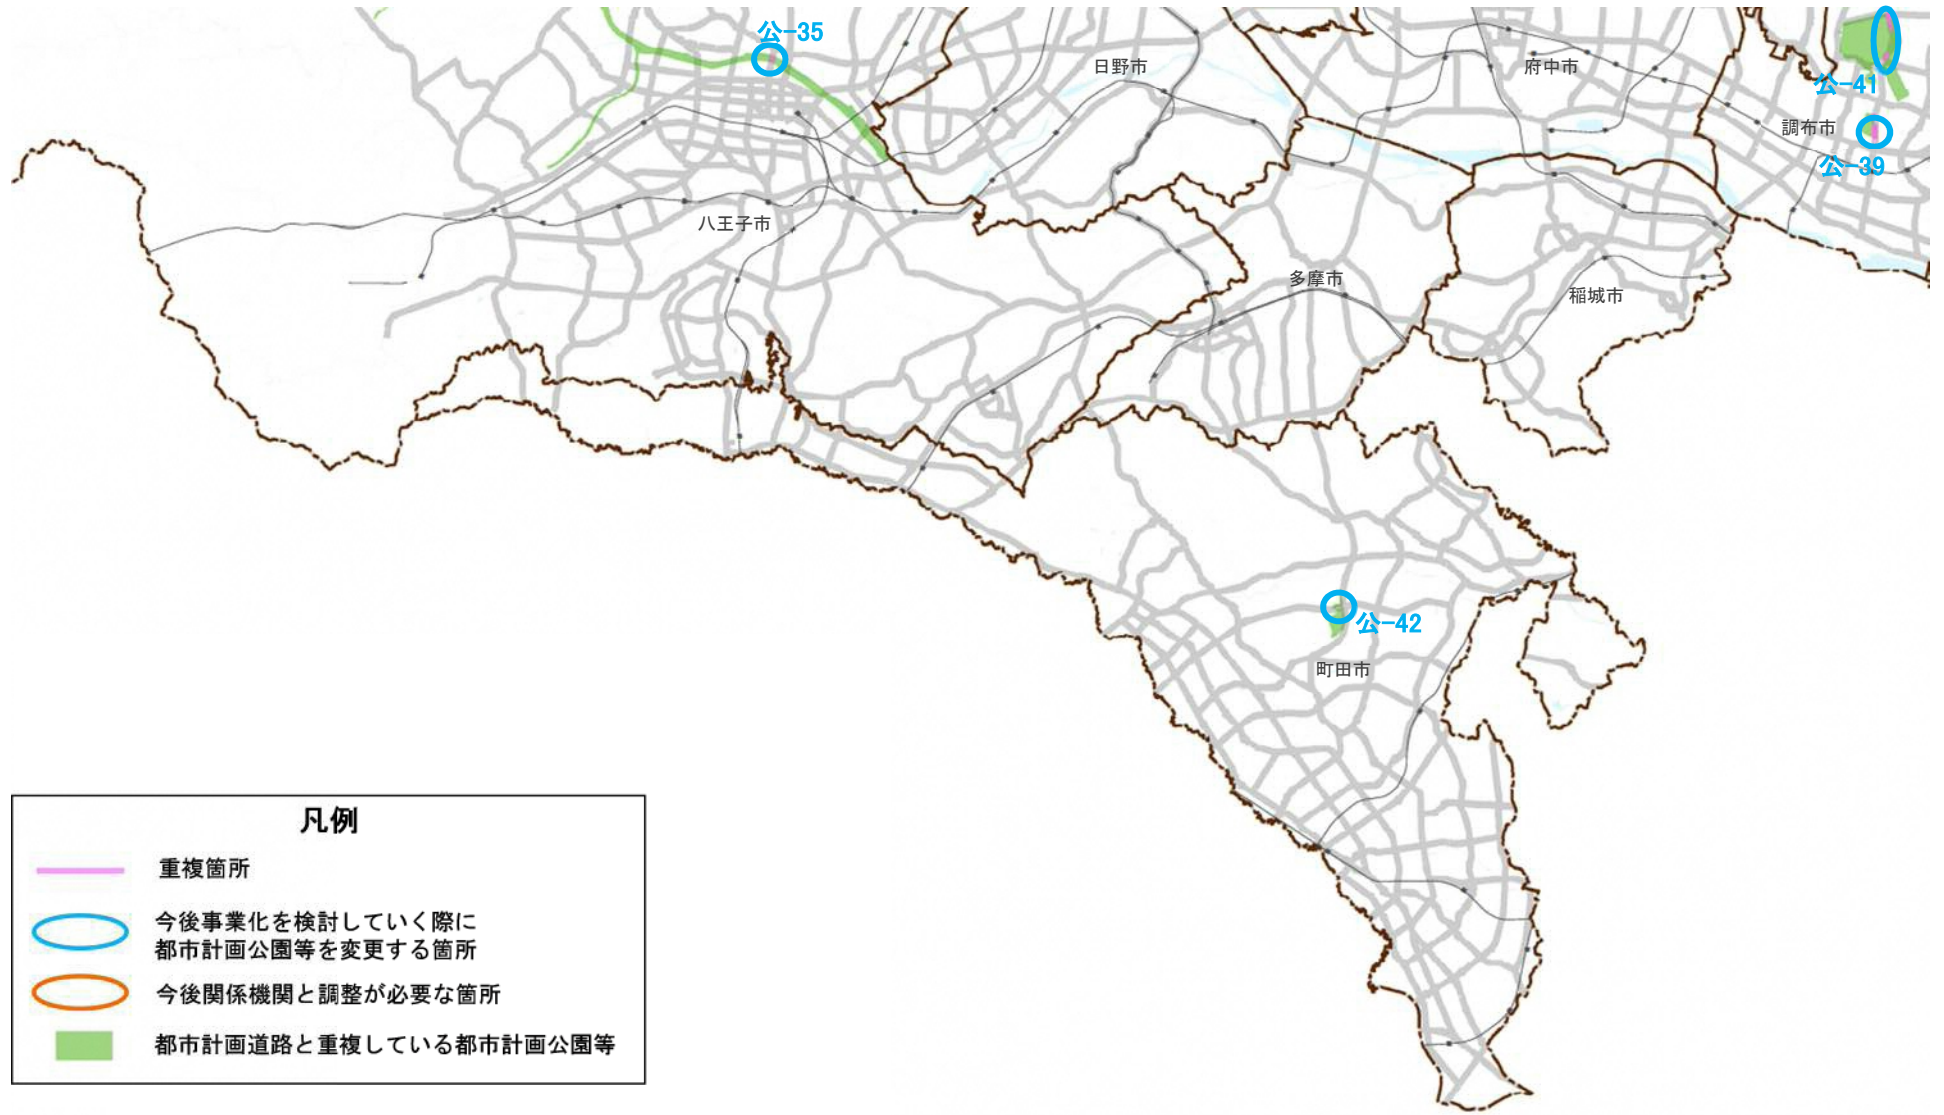 公-35
日野市
府中市
公-41
調布市
公-39
八王子市
多摩市
稲城市
公-42
町田市
凡例
重複箇所
今後事業化を検討していく際に
都市計画公園等を変更する箇所
今後関係機関と調整が必要な箇所
都市計画道路と重複している都市計画公園等